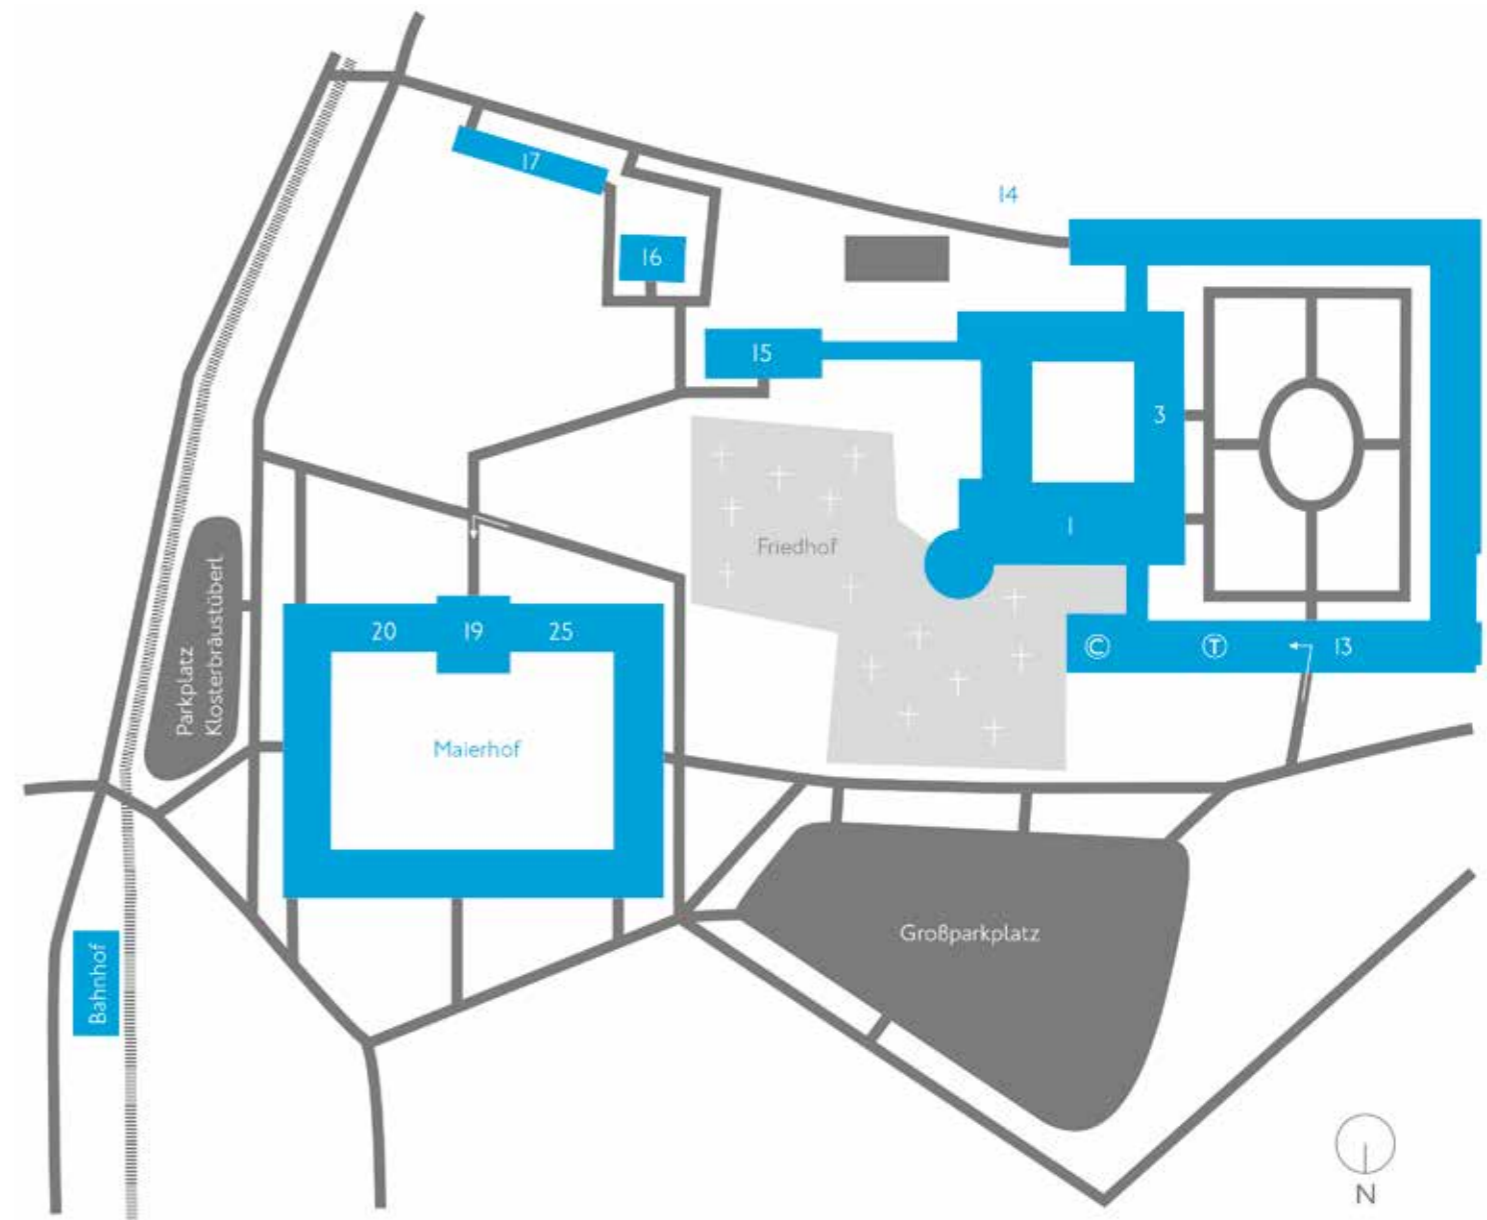 17
14
16
15
3
1
Friedhof
Parkplatz
Klosterbräustüberl
20
19
25
C
T
13
Maierhof
Großparkplatz
Bahnhof
N